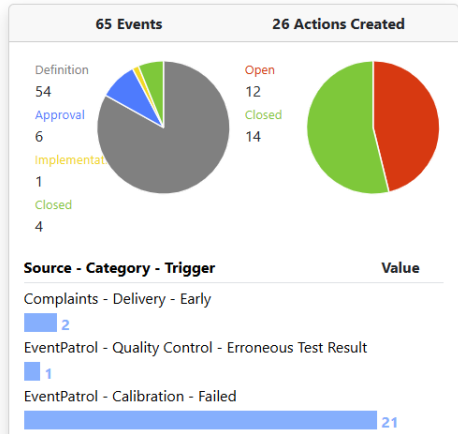 65 Events
26 Actions Created
Definition
54
Approval
6
Implementat
1
Closed
4
Open
12
Closed
14
Source - Category - Trigger Value
Complaints - Delivery - Early
2
EventPatrol - Quality Control - Erroneous Test Result
1
EventPatrol - Calibration - Failed
21